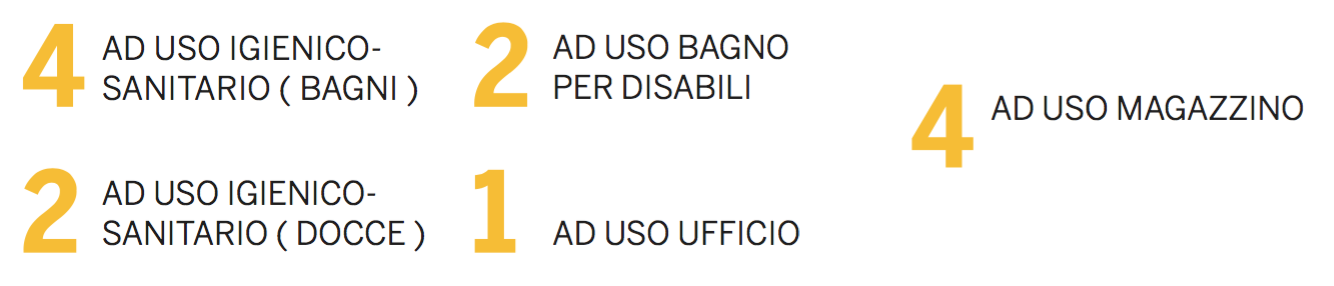 4 AD USO IGIENICO-
SANITARIO ( BAGNI )
2 AD USO IGIENICO-
SANITARIO ( DOCCE )
2 AD USO BAGNO
PER DISABILI
1 AD USO UFFICIO
4 AD USO MAGAZZINO